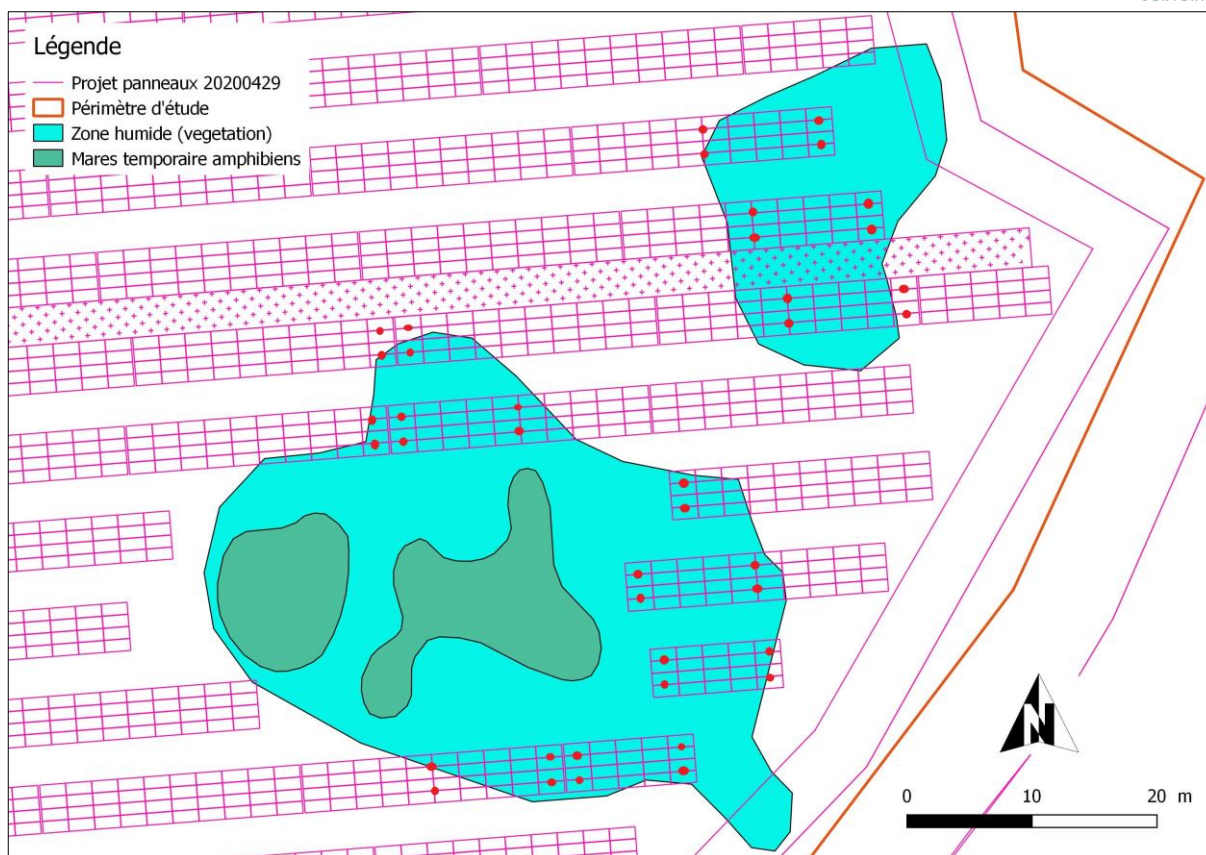 Légende
Projet panneaux 20200429
Périmètre d'étude
Zone humide (vegetation)
Mares temporaire amphibiens
N
0 10 20 m